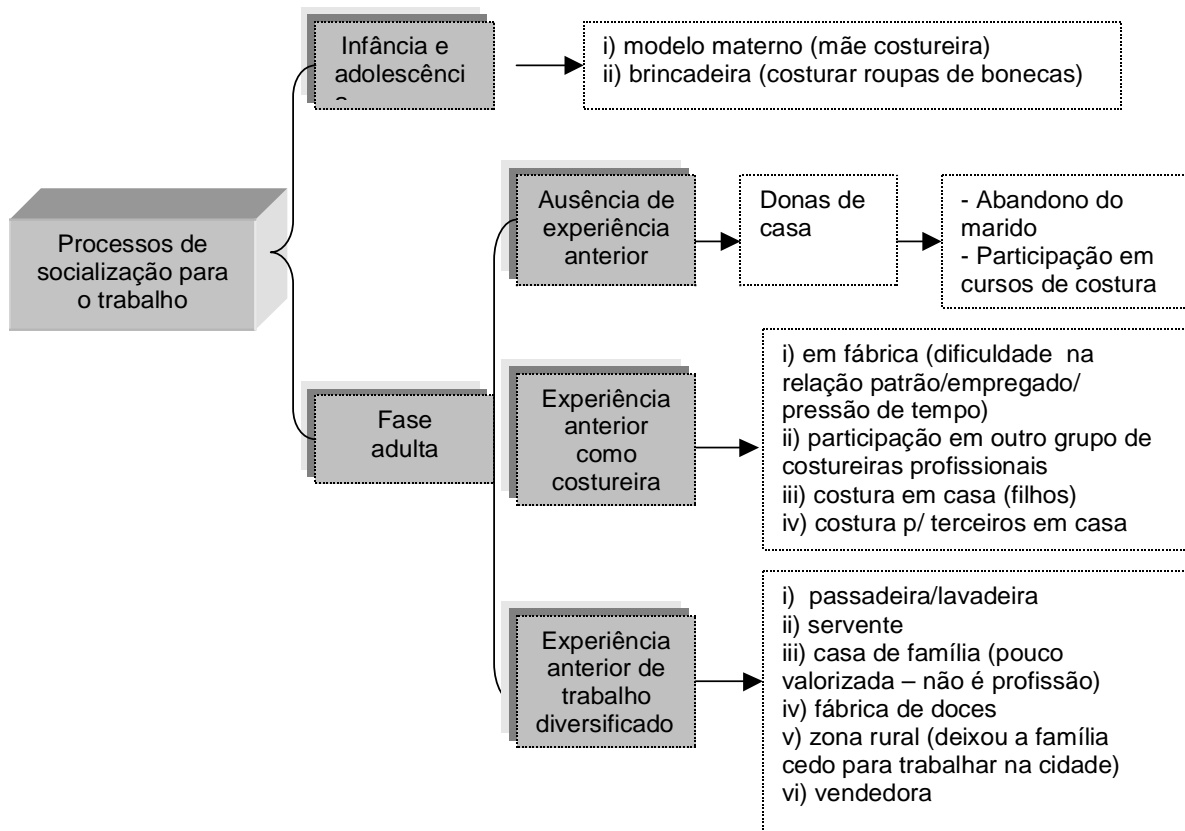 Infância e
adolescênci
i) modelo materno (mãe costureira)
ii) brincadeira (costurar roupas de bonecas)
Processos de
socialização para
o trabalho
Ausência de
experiência
anterior
Donas de
casa
- Abandono do
marido
- Participação em
cursos de costura
Fase
adulta
Experiência
anterior
como
costureira
i) em fábrica (dificuldade na
relação patrão/empregado/
pressão de tempo)
ii) participação em outro grupo de
costureiras profissionais
iii) costura em casa (filhos)
iv) costura p/ terceiros em casa
Experiência
anterior de
trabalho
diversificado
i) passadeira/lavadeira
ii) servente
iii) casa de família (pouco
valorizada – não é profissão)
iv) fábrica de doces
v) zona rural (deixou a família
cedo para trabalhar na cidade)
vi) vendedora